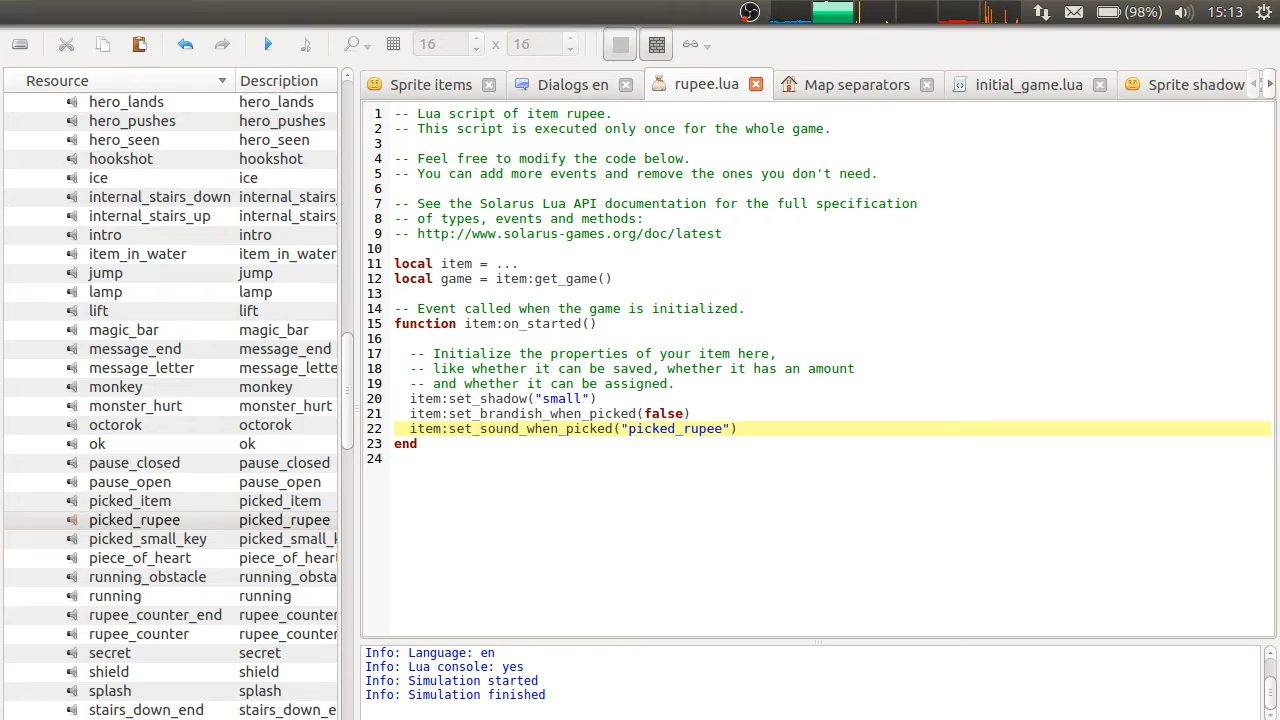 (98%)
15:13
16 x 16
Resource Description
hero_lands hero_lands
hero_pushes hero_pushes
hero_seen hero_seen
hookshot hookshot
ice ice
internal_stairs_down internal_stairs
internal_stairs_up internal_stairs_
intro intro
item_in_water item_in_water
jump jump
lamp lamp
lift lift
magic_bar magic_bar
message_end message_end
message_letter message_lette
monkey monkey
monster_hurt monster_hurt
octorok octorok
ok ok
pause_closed pause_closed
pause_open pause_open
picked_item picked_item
picked_rupee picked_rupee
picked_small_key picked_small_k
piece_of_heart piece_of_hear
running_obstacle running_obsta
running running
rupee_counter_end rupee_counter
rupee_counter rupee_counter
secret secret
shield shield
splash splash
stairs_down_end stairs_down_e
Sprite items Dialogs en rupee.lua Map separators initial_game.lua Sprite shadow
1 -- Lua script of item rupee.
2 -- This script is executed only once for the whole game.
3
4 -- Feel free to modify the code below.
5 -- You can add more events and remove the ones you don't need.
6
7 -- See the Solarus Lua API documentation for the full specification
8 -- of types, events and methods:
9 -- http://www.solarus-games.org/doc/latest
10
11 local item = ...
12 local game = item:get_game()
13
14 -- Event called when the game is initialized.
15 function item:on_started()
16
17 -- Initialize the properties of your item here,
18 -- like whether it can be saved, whether it has an amount
19 -- and whether it can be assigned.
20 item:set_shadow("small")
21 item:set_brandish_when_picked(false)
22 item:set_sound_when_picked("picked_rupee")
23 end
24
Info: Language: en
Info: Lua console: yes
Info: Simulation started
Info: Simulation finished